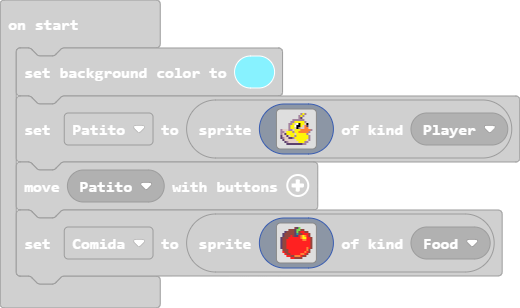 on start
set background color to
set Patito to sprite of kind Player
move Patito with buttons
set Comida to sprite of kind Food